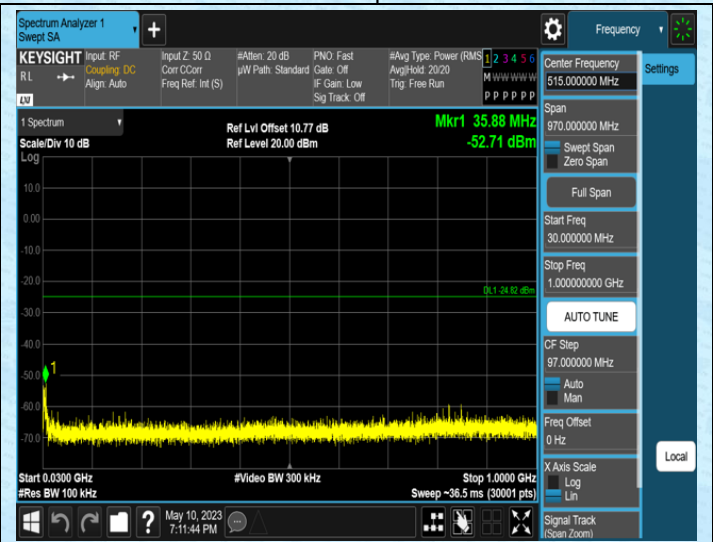 Spectrum Analyzer 1
Swept SA
+
Frequency
KEYSIGHT
RL
LXI
Input: RF
Coupling: DC
Align: Auto
Input Z: 50 Ω
Corr CCorr
Freq Ref: Int (S)
#Atten: 20 dB
µW Path: Standard
PNO: Fast
Gate: Off
IF Gain: Low
Sig Track: Off
#Avg Type: Power (RMS
Avg|Hold: 20/20
Trig: Free Run
1 2 3 4 5 6
M W W W W W
P P P P P P
1 Spectrum
Scale/Div 10 dB
Ref Lvl Offset 10.77 dB
Ref Level 20.00 dBm
Mkr1 35.88 MHz
-52.71 dBm
Log
10.0
0.00
-10.0
-20.0
-30.0
-40.0
-50.0
-60.0
-70.0
DL1 -24.82 dBm
1
Start 0.0300 GHz
#Res BW 100 kHz
#Video BW 300 kHz
Stop 1.0000 GHz
Sweep ~36.5 ms (30001 pts)
?
May 10, 2023
7:11:44 PM
Center Frequency
515.000000 MHz
Settings
Span
970.000000 MHz
Swept Span
Zero Span
Full Span
Start Freq
30.000000 MHz
Stop Freq
1.000000000 GHz
AUTO TUNE
CF Step
97.000000 MHz
Auto
Man
Freq Offset
0 Hz
X Axis Scale
Log
Lin
Local
Signal Track
(Span Zoom)